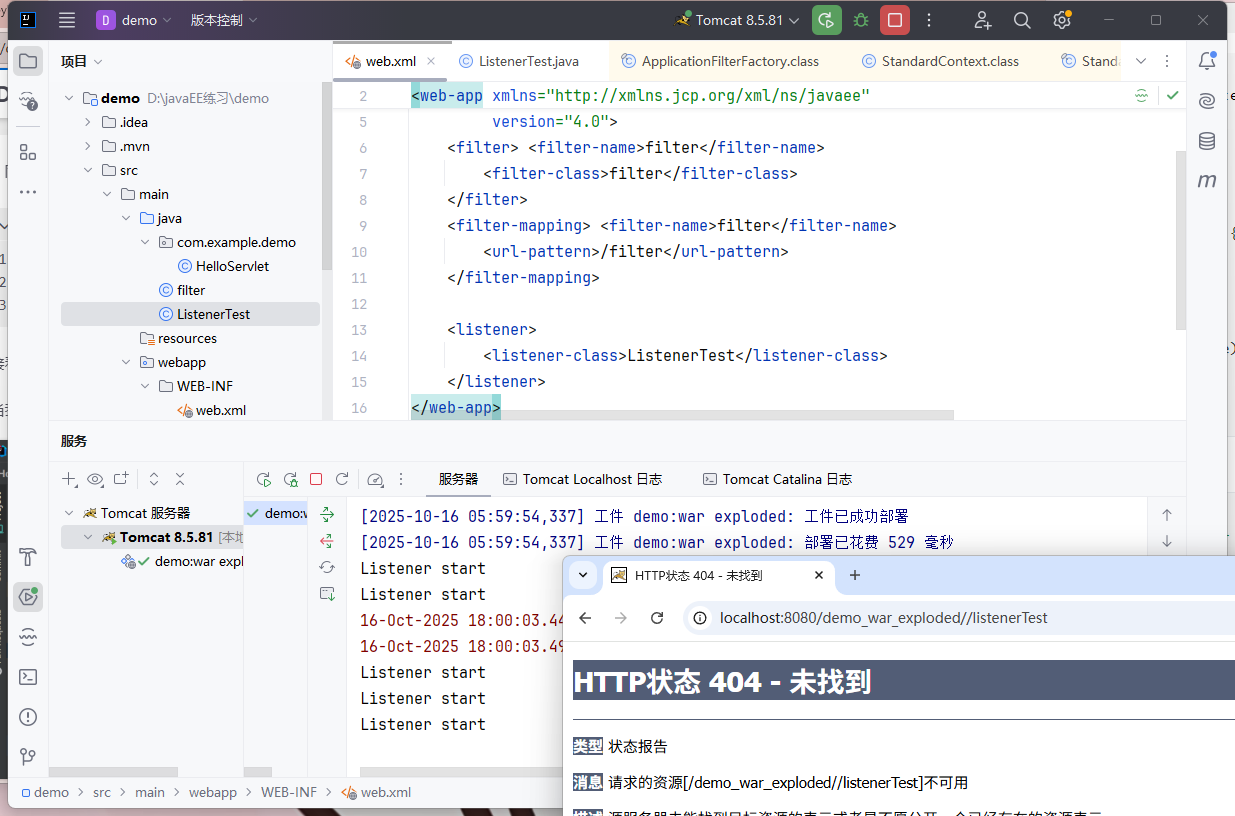 D demo 版本控制 Tomcat 8.5.81
项目
web.xml ListenerTest.java ApplicationFilterFactory.class StandardContext.class Stand
demo D:\javaEE练习\demo
.idea
.mvn
src
main
java
com.example.demo
HelloServlet
filter
ListenerTest
resources
webapp
WEB-INF
web.xml
2 <web-app xmlns="http://xmlns.jcp.org/xml/ns/javaee"
5 version="4.0">
6 <filter> <filter-name>filter</filter-name>
7 <filter-class>filter</filter-class>
8 </filter>
9 <filter-mapping> <filter-name>filter</filter-name>
10 <url-pattern>/filter</url-pattern>
11 </filter-mapping>
12
13 <listener>
14 <listener-class>ListenerTest</listener-class>
15 </listener>
16 </web-app>
服务
服务器 Tomcat Localhost 日志 Tomcat Catalina 日志
Tomcat 服务器
Tomcat 8.5.81 [本地
demo:war expl
demo:w
[2025-10-16 05:59:54,337] 工件 demo:war exploded: 工件已成功部署
[2025-10-16 05:59:54,337] 工件 demo:war exploded: 部署已花费 529 毫秒
Listener start
Listener start
16-Oct-2025 18:00:03.44
16-Oct-2025 18:00:03.49
Listener start
Listener start
Listener start
demo > src > main > webapp > WEB-INF > web.xml
HTTP状态 404 - 未找到
localhost:8080/demo_war_exploded//listenerTest
HTTP状态 404 - 未找到
类型 状态报告
消息 请求的资源[/demo_war_exploded//listenerTest]不可用